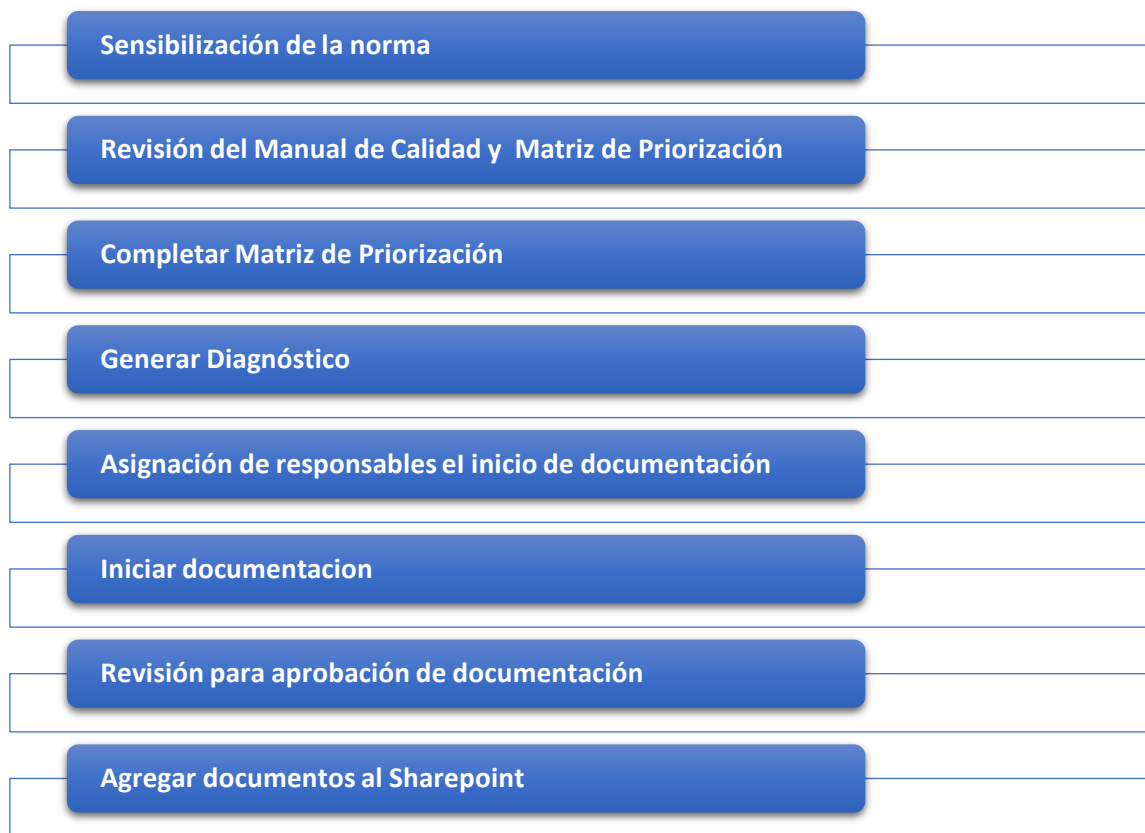 Sensibilización de la norma
Revisión del Manual de Calidad y Matriz de Priorización
Completar Matriz de Priorización
Generar Diagnóstico
Asignación de responsables eI inicio de documentación
Iniciar documentacion
Revisión para aprobación de documentación
Agregar documentos al Sharepoint